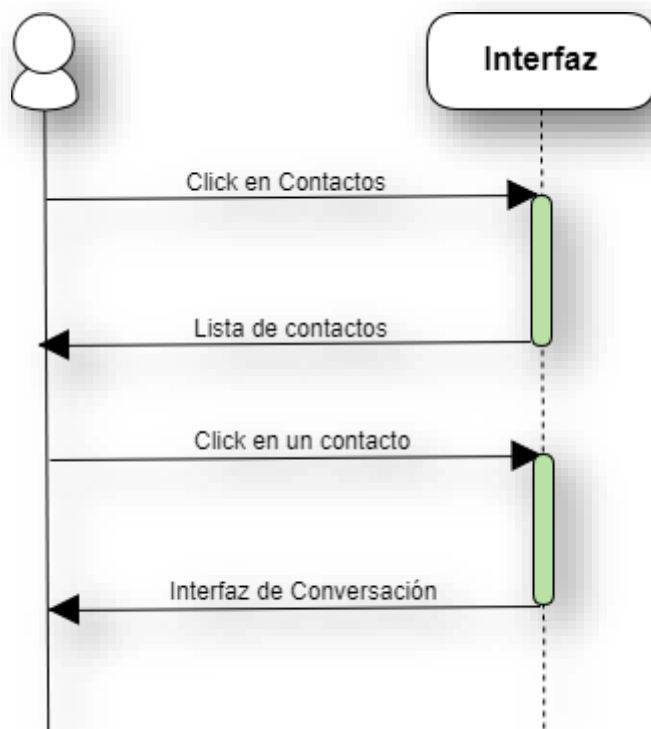 Interfaz
Click en Contactos
Lista de contactos
Click en un contacto
Interfaz de Conversación